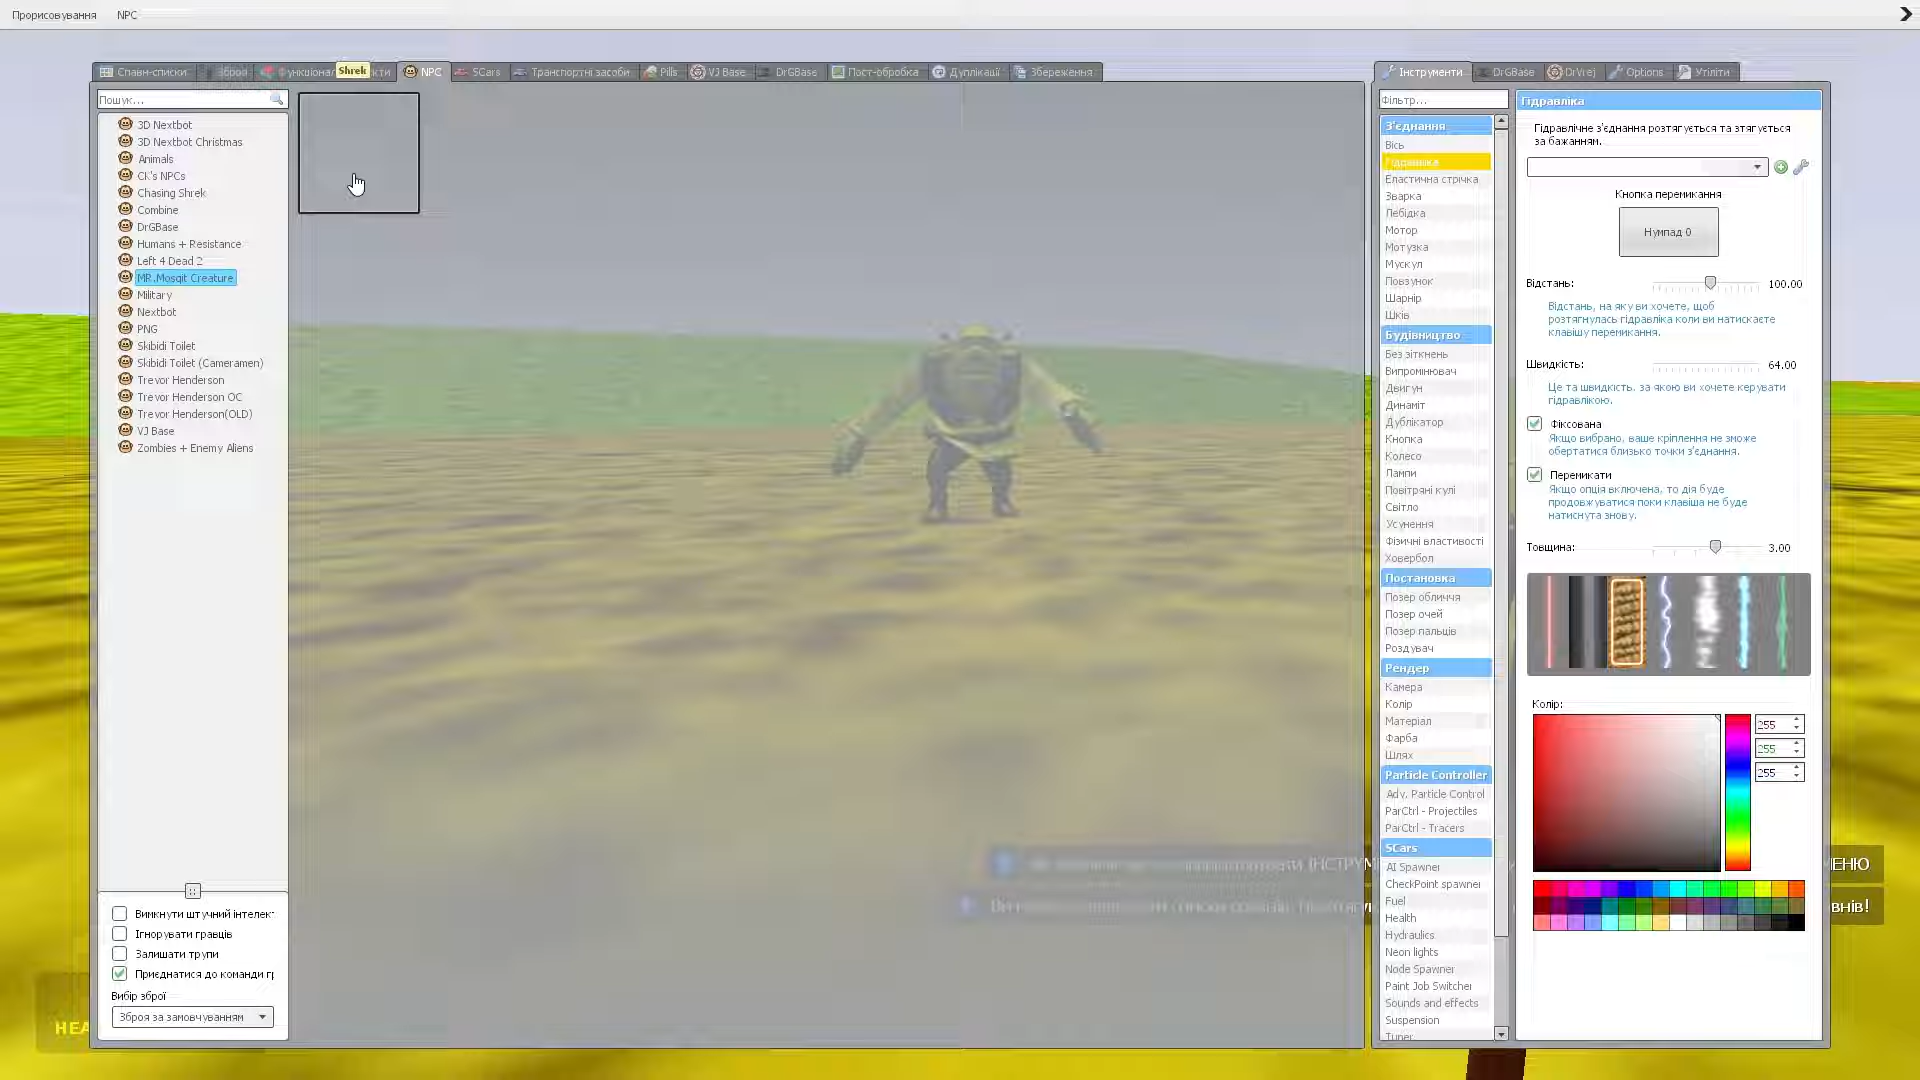 Прорисовування NPC
Спавн-списки Зброя Shrek NPC SCars Транспортні засоби Pills VJ Base DrGBase Пост-обробка Дуплікації Збереження
Інструменти DrGBase DrVrej Options Утіліти
Пошук...
3D Nextbot
3D Nextbot Christmas
Animals
CK's NPCs
Chasing Shrek
Combine
DrGBase
Humans + Resistance
Left 4 Dead 2
MR.Mosqit Creature
Military
Nextbot
PNG
Skibidi Toilet
Skibidi Toilet (Cameramen)
Trevor Henderson
Trevor Henderson OC
Trevor Henderson(OLD)
VJ Base
Zombies + Enemy Aliens
Вимкнути штучний інтелект
Ігнорувати гравців
Залишати трупи
Приєднатися до команди гр
Вибір зброї
Зброя за замовчуванням
HEA
Фільтр...
З'єднання
Вісь
Гідравліка
Еластична стрічка
Зварка
Лебідка
Мотор
Мотузка
Мускул
Повзунок
Шарнір
Шків
Будівництво
Без зіткнень
Випромінювач
Двигун
Динаміт
Дублікатор
Кнопка
Колесо
Лампи
Повітряні кулі
Світло
Усунення
Фізичні властивості
Ховербол
Постановка
Позер обличчя
Позер очей
Позер пальців
Роздувач
Рендер
Камера
Колір
Матеріал
Фарба
Шлях
Particle Controller
Adv. Particle Control
ParCtrl - Projectiles
ParCtrl - Tracers
SCars
AI Spawner
CheckPoint spawner
Fuel
Health
Hydraulics
Neon lights
Node Spawner
Paint Job Switcher
Sounds and effects
Suspension
Tuner
Гідравліка
Гідравлічне з'єднання розтягується та зтягується
за бажанням.
Кнопка перемикання
Нумпад 0
Відстань: 100.00
Відстань, на яку ви хочете, щоб
розтягнулась гідравліка коли ви натискаєте
клавішу перемикання.
Швидкість: 64.00
Це та швидкість, за якою ви хочете керувати
гідравлікою.
Фіксована
Якщо вибрано, ваше кріплення не зможе
обертатися близько точки з'єднання.
Перемикати
Якщо опція включена, то дія буде
продовжуватися поки клавіша не буде
натиснута знову.
Товщина: 3.00
Колір:
255
255
255
ЕНЮ
внів!